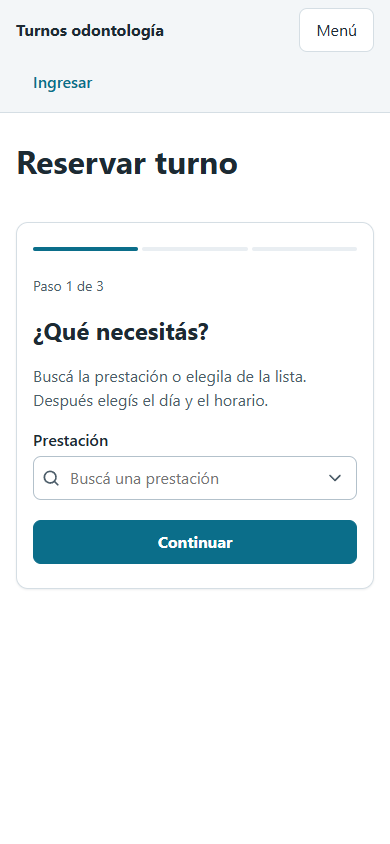 Turnos odontología
Menú
Ingresar
Reservar turno
Paso 1 de 3
¿Qué necesitás?
Buscá la prestación o elegila de la lista.
Después elegís el día y el horario.
Prestación
Buscá una prestación
Continuar